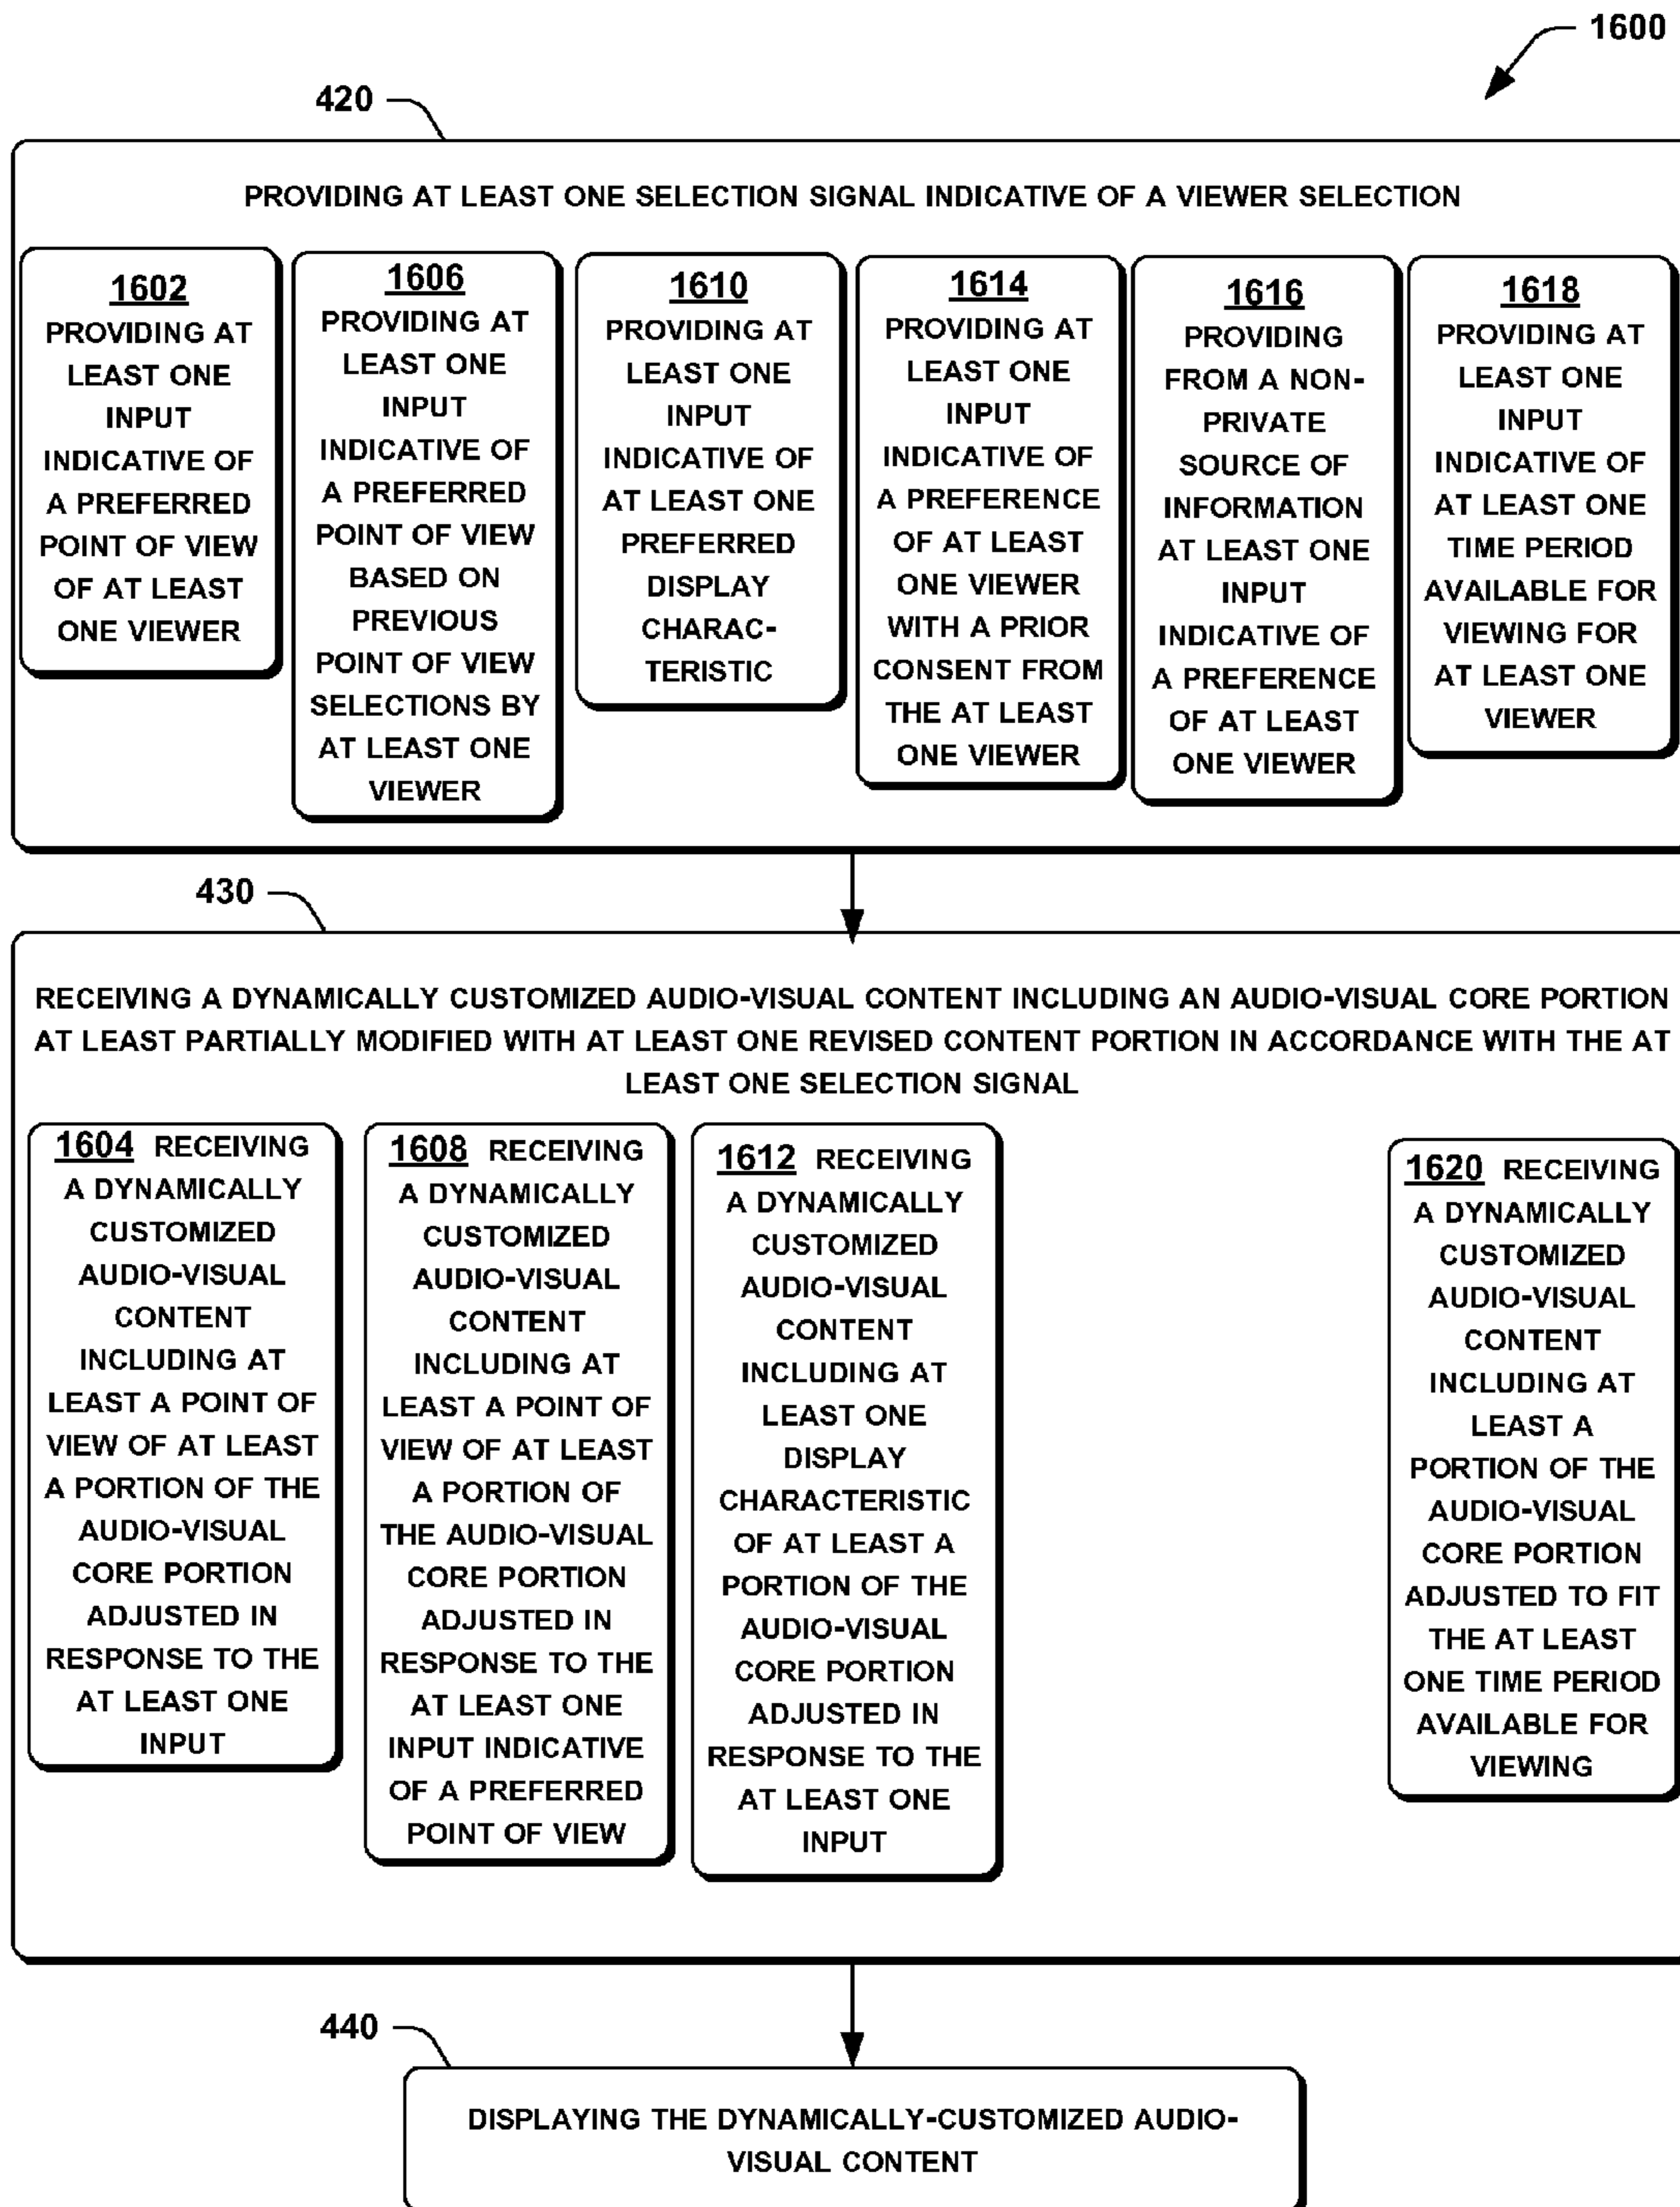 1600
420
PROVIDING AT LEAST ONE SELECTION SIGNAL INDICATIVE OF A VIEWER SELECTION
1602
PROVIDING AT
LEAST ONE
INPUT
INDICATIVE OF
A PREFERRED
POINT OF VIEW
OF AT LEAST
ONE VIEWER
1606
PROVIDING AT
LEAST ONE
INPUT
INDICATIVE OF
A PREFERRED
POINT OF VIEW
BASED ON
PREVIOUS
POINT OF VIEW
SELECTIONS BY
AT LEAST ONE
VIEWER
1610
PROVIDING AT
LEAST ONE
INPUT
INDICATIVE OF
AT LEAST ONE
PREFERRED
DISPLAY
CHARAC-
TERISTIC
1614
PROVIDING AT
LEAST ONE
INPUT
INDICATIVE OF
A PREFERENCE
OF AT LEAST
ONE VIEWER
WITH A PRIOR
CONSENT FROM
THE AT LEAST
ONE VIEWER
1616
PROVIDING
FROM A NON-
PRIVATE
SOURCE OF
INFORMATION
AT LEAST ONE
INPUT
INDICATIVE OF
A PREFERENCE
OF AT LEAST
ONE VIEWER
1618
PROVIDING AT
LEAST ONE
INPUT
INDICATIVE OF
AT LEAST ONE
TIME PERIOD
AVAILABLE FOR
VIEWING FOR
AT LEAST ONE
VIEWER
430
RECEIVING A DYNAMICALLY CUSTOMIZED AUDIO-VISUAL CONTENT INCLUDING AN AUDIO-VISUAL CORE PORTION
AT LEAST PARTIALLY MODIFIED WITH AT LEAST ONE REVISED CONTENT PORTION IN ACCORDANCE WITH THE AT
LEAST ONE SELECTION SIGNAL
1604 RECEIVING
A DYNAMICALLY
CUSTOMIZED
AUDIO-VISUAL
CONTENT
INCLUDING AT
LEAST A POINT OF
VIEW OF AT LEAST
A PORTION OF THE
AUDIO-VISUAL
CORE PORTION
ADJUSTED IN
RESPONSE TO THE
AT LEAST ONE
INPUT
1608 RECEIVING
A DYNAMICALLY
CUSTOMIZED
AUDIO-VISUAL
CONTENT
INCLUDING AT
LEAST A POINT OF
VIEW OF AT LEAST
A PORTION OF
THE AUDIO-VISUAL
CORE PORTION
ADJUSTED IN
RESPONSE TO THE
AT LEAST ONE
INPUT INDICATIVE
OF A PREFERRED
POINT OF VIEW
1612 RECEIVING
A DYNAMICALLY
CUSTOMIZED
AUDIO-VISUAL
CONTENT
INCLUDING AT
LEAST ONE
DISPLAY
CHARACTERISTIC
OF AT LEAST A
PORTION OF THE
AUDIO-VISUAL
CORE PORTION
ADJUSTED IN
RESPONSE TO THE
AT LEAST ONE
INPUT
1620 RECEIVING
A DYNAMICALLY
CUSTOMIZED
AUDIO-VISUAL
CONTENT
INCLUDING AT
LEAST A
PORTION OF THE
AUDIO-VISUAL
CORE PORTION
ADJUSTED TO FIT
THE AT LEAST
ONE TIME PERIOD
AVAILABLE FOR
VIEWING
440
DISPLAYING THE DYNAMICALLY-CUSTOMIZED AUDIO-
VISUAL CONTENT